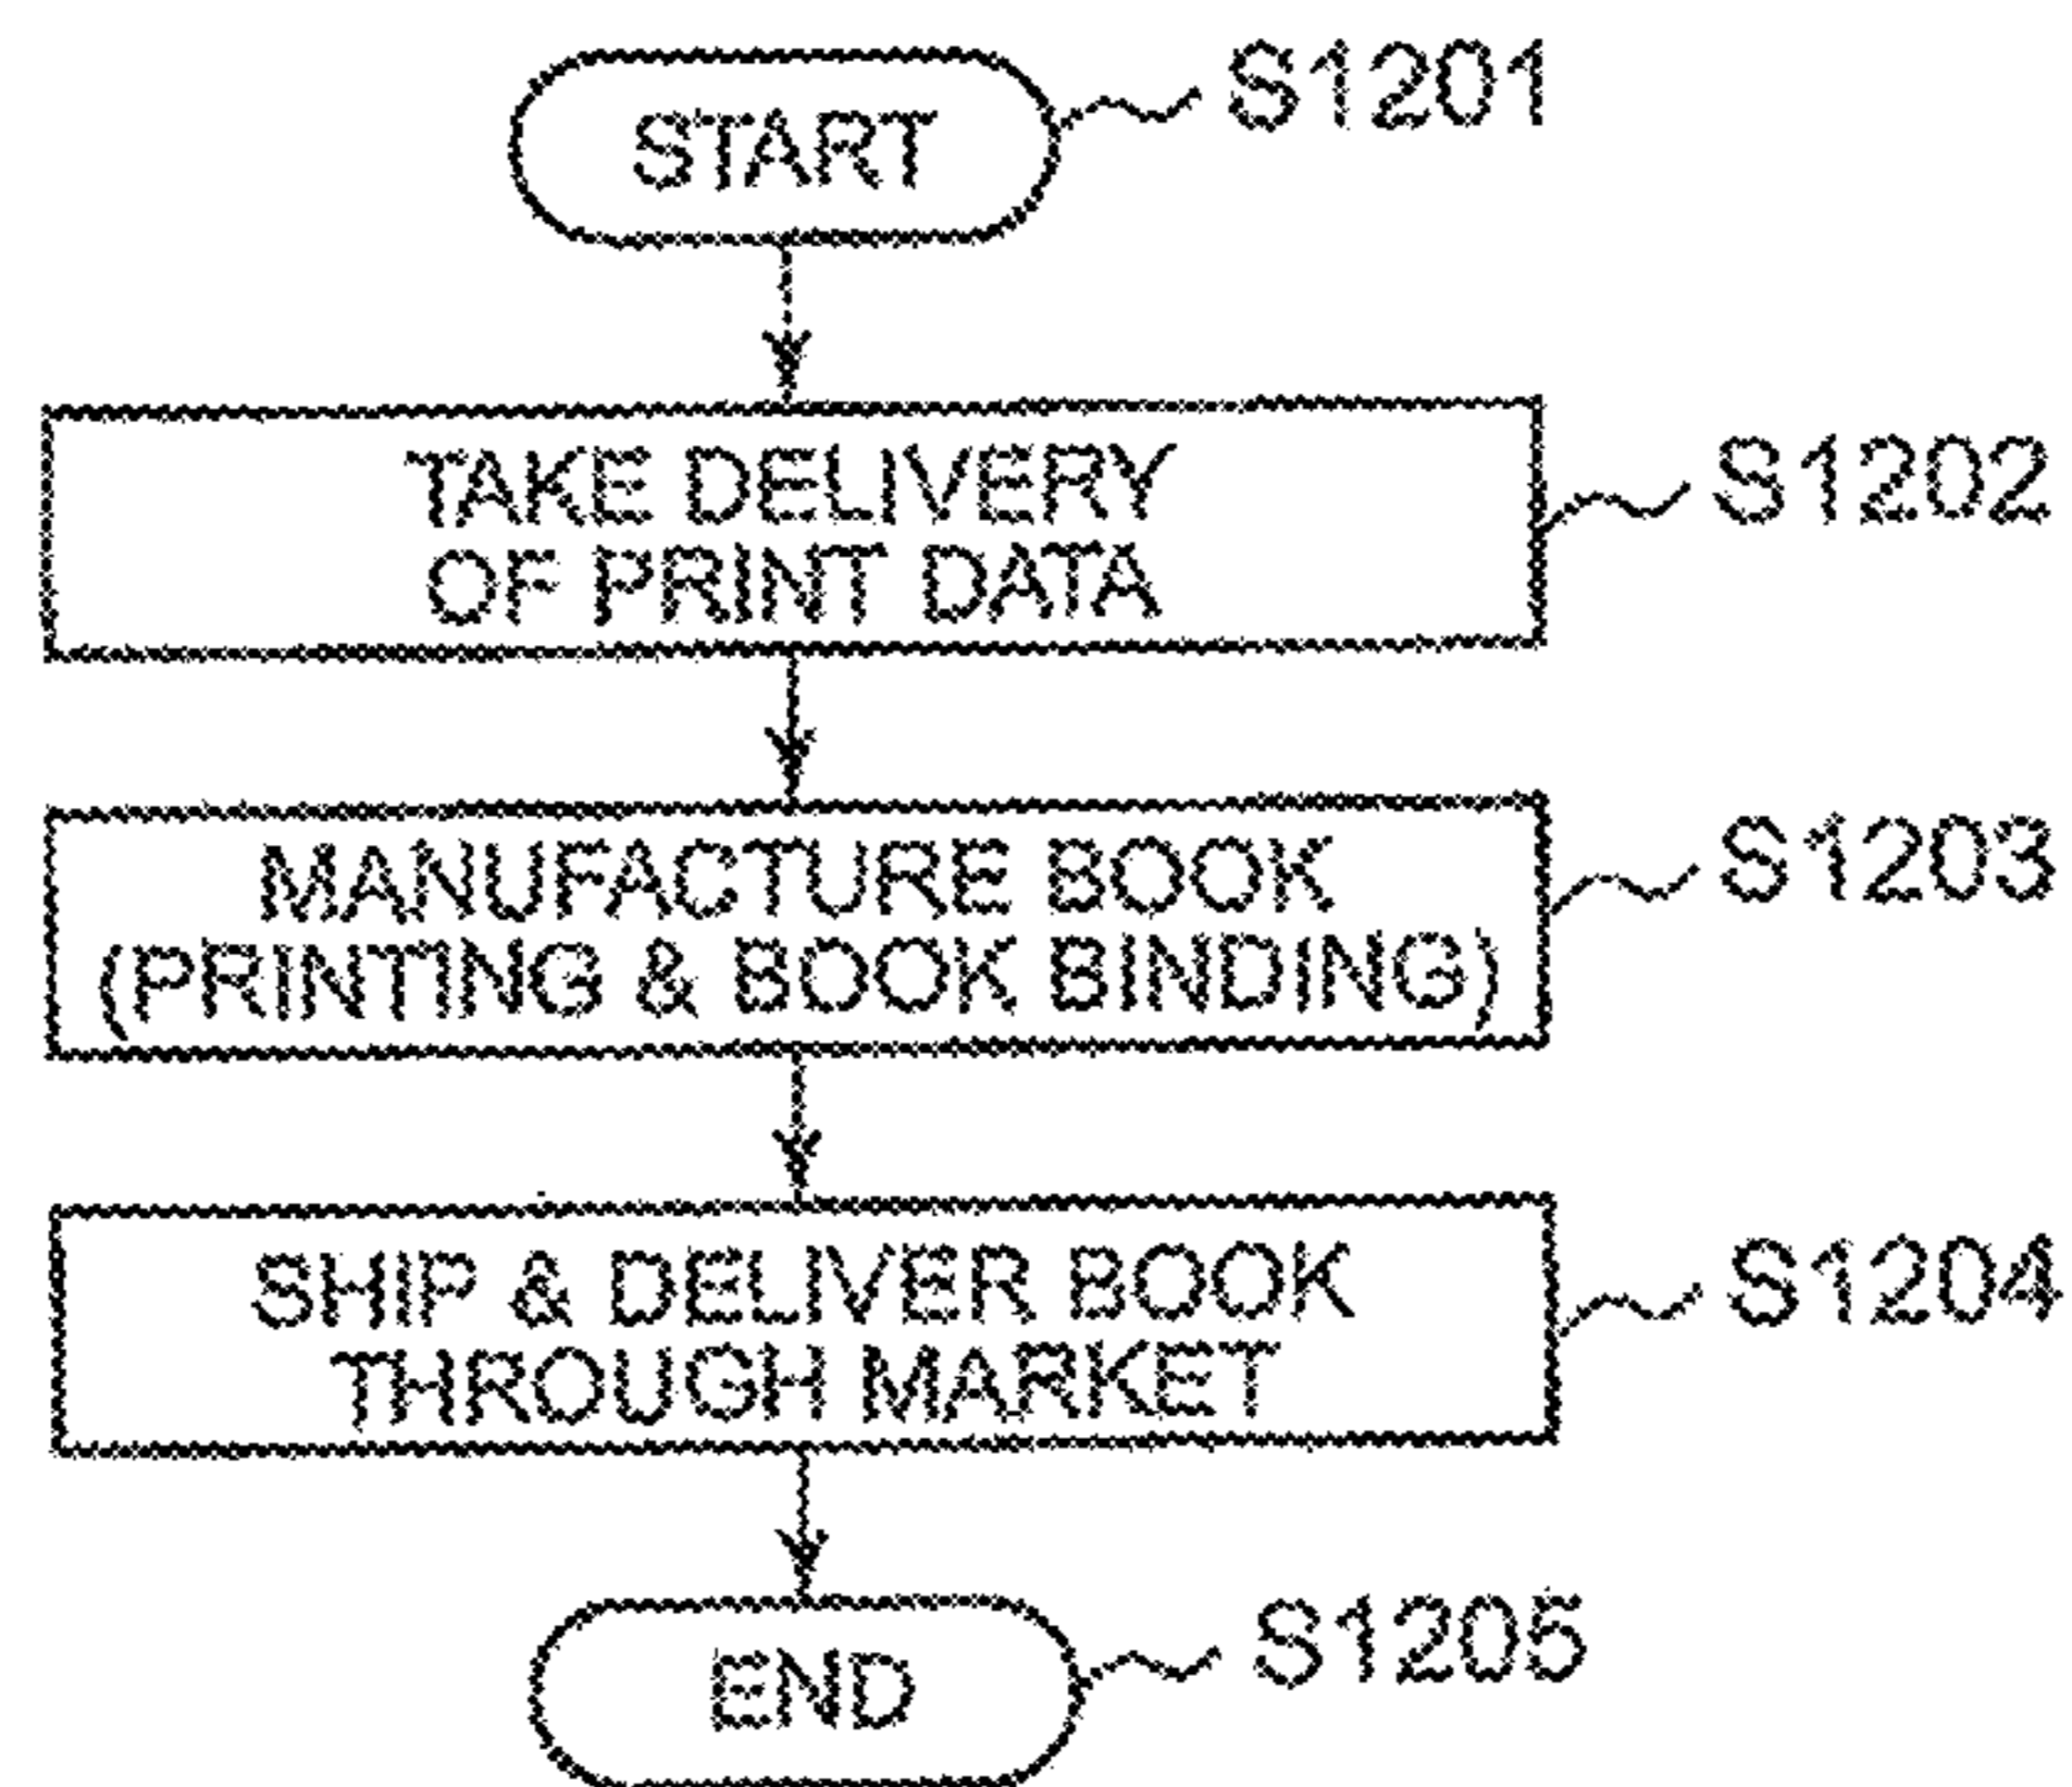 START
S1201
TAKE DELIVERY
OF PRINT DATA
S1202
MANUFACTURE BOOK
(PRINTING & BOOK BINDING)
S1203
SHIP & DELIVER BOOK
THROUGH MARKET
S1204
END
S1205